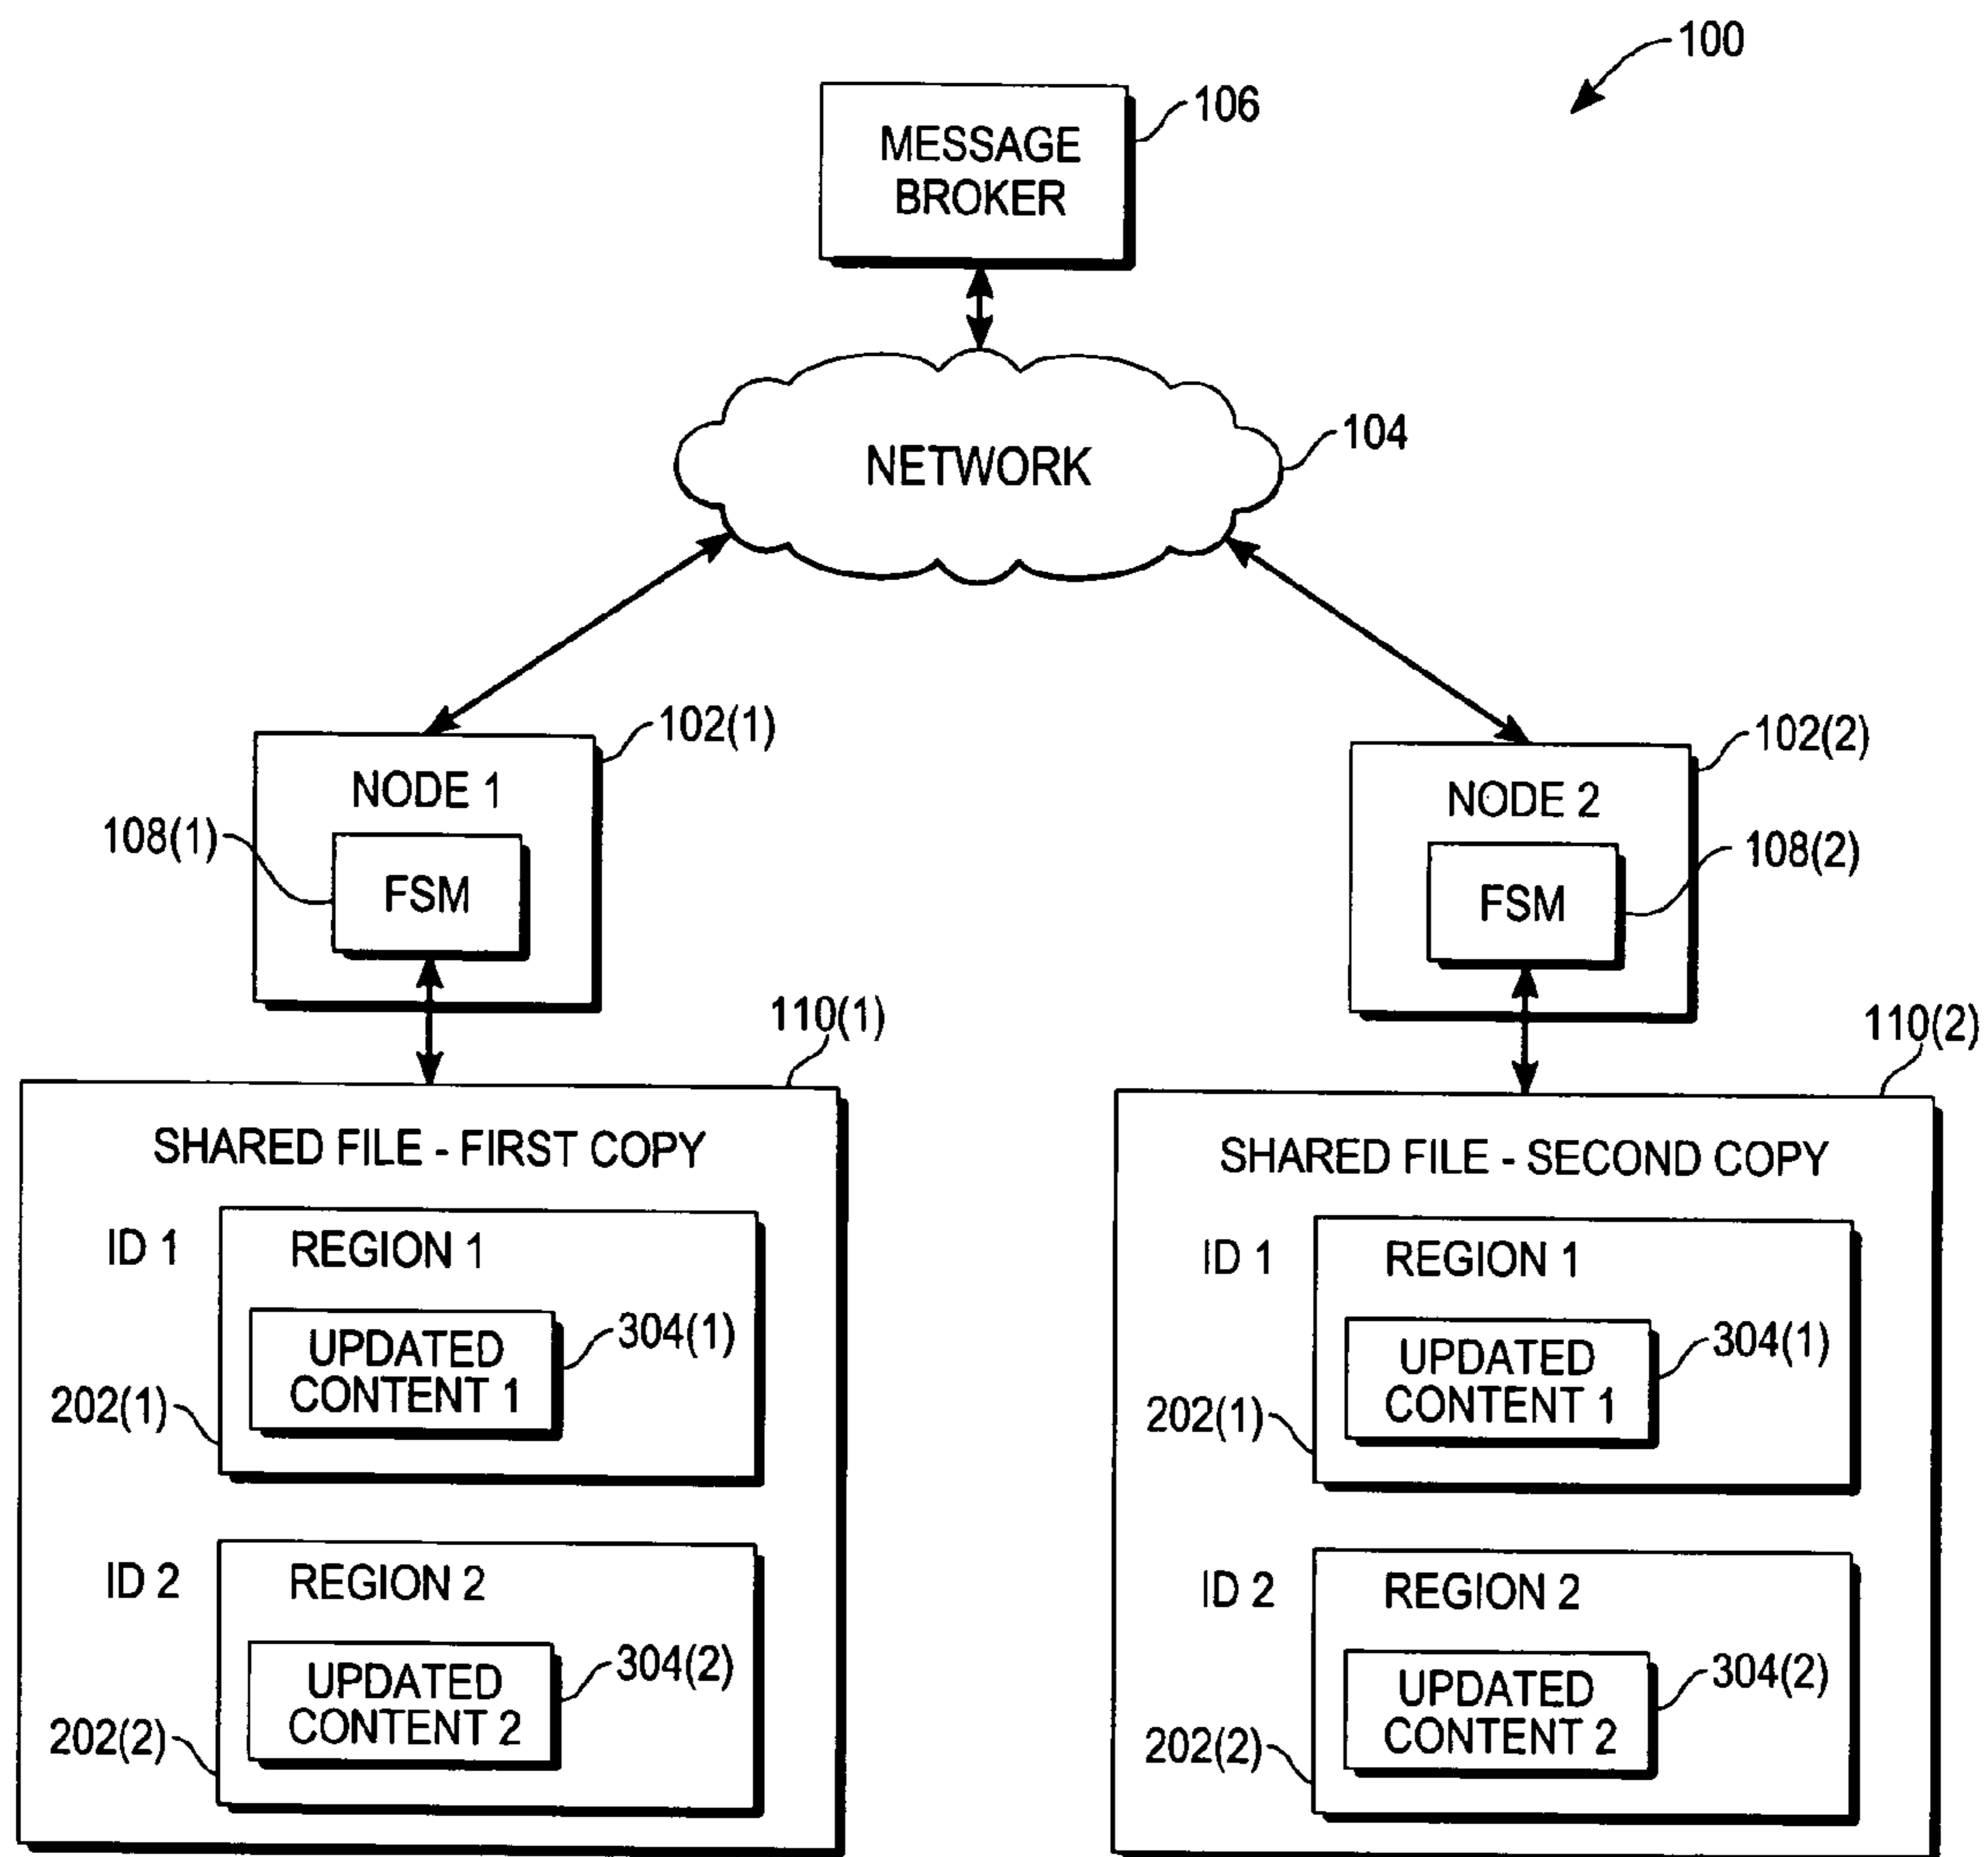 100
MESSAGE
BROKER
106
NETWORK
104
NODE 1
102(1)
108(1)
FSM
NODE 2
102(2)
108(2)
FSM
110(1)
SHARED FILE - FIRST COPY
ID 1
REGION 1
UPDATED
CONTENT 1
304(1)
202(1)
ID 2
REGION 2
UPDATED
CONTENT 2
304(2)
202(2)
110(2)
SHARED FILE - SECOND COPY
ID 1
REGION 1
UPDATED
CONTENT 1
304(1)
202(1)
ID 2
REGION 2
UPDATED
CONTENT 2
304(2)
202(2)